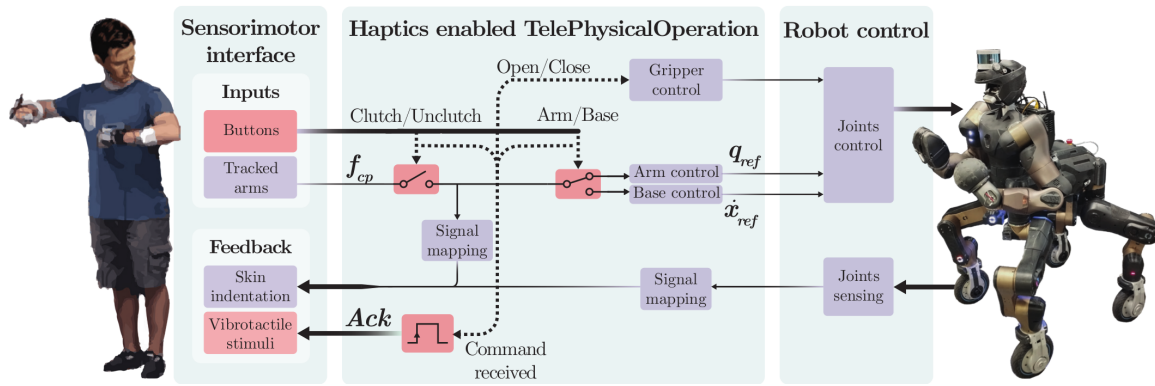 Sensorimotor
interface
Inputs
Buttons
Tracked
arms
Feedback
Skin
indentation
Vibrotactile
stimuli
Haptics enabled TelePhysicalOperation
Open/Close
Gripper
control
Clutch/Unclutch
Arm/Base
f_cp
Arm control
Base control
q_ref
ẋ_ref
Signal
mapping
Signal
mapping
Ack
Command
received
Robot control
Joints
control
Joints
sensing